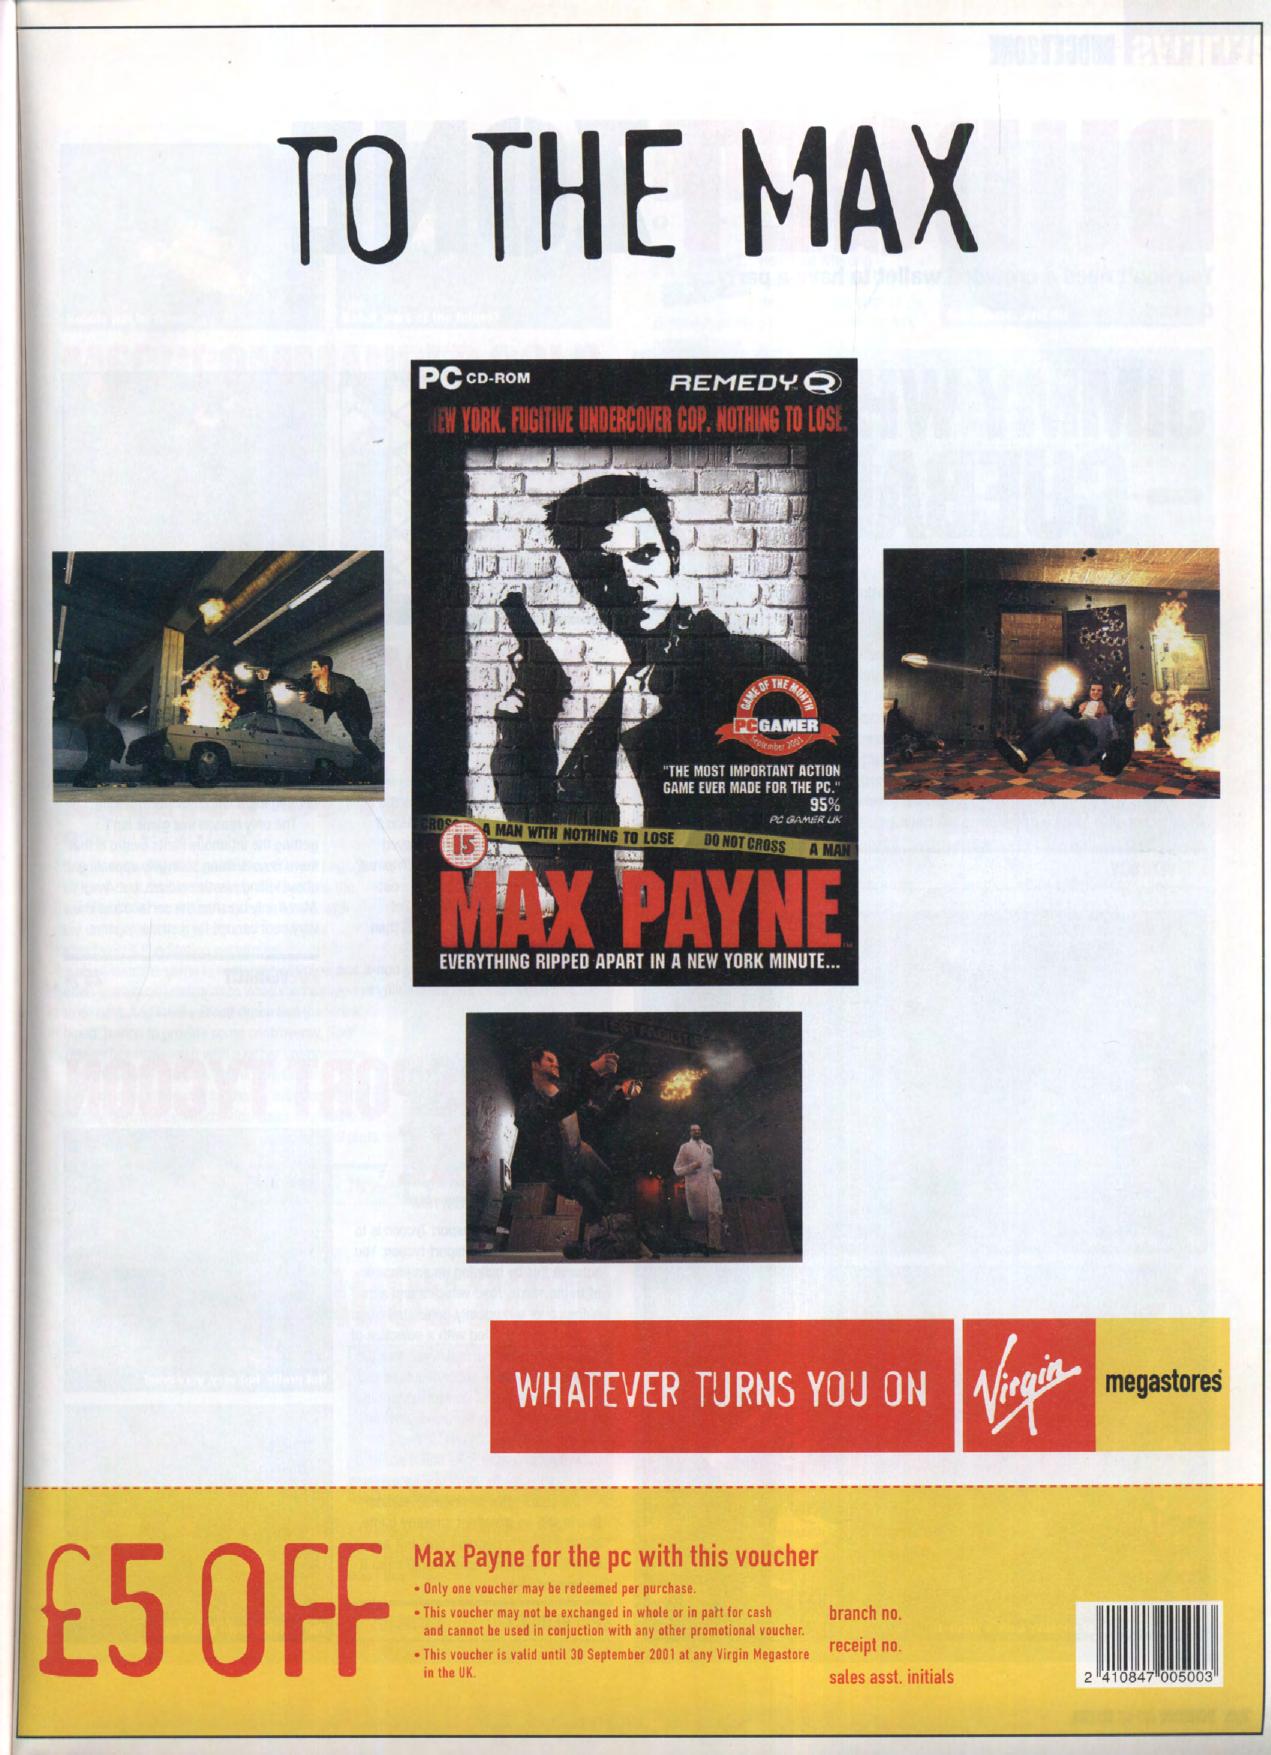 TO THE MAX
PC CD-ROM
REMEDY
NEW YORK. FUGITIVE UNDERCOVER COP. NOTHING TO LOSE.
GAME OF THE MONTH
PC GAMER
September 2001
"THE MOST IMPORTANT ACTION
GAME EVER MADE FOR THE PC."
95%
PC GAMER UK
CROSS A MAN WITH NOTHING TO LOSE DO NOT CROSS A MAN
15
MAX PAYNE
EVERYTHING RIPPED APART IN A NEW YORK MINUTE...
WHATEVER TURNS YOU ON
Virgin
megastores
£5 OFF
Max Payne for the pc with this voucher
• Only one voucher may be redeemed per purchase.
• This voucher may not be exchanged in whole or in part for cash
and cannot be used in conjuction with any other promotional voucher.
• This voucher is valid until 30 September 2001 at any Virgin Megastore
in the UK.
branch no.
receipt no.
sales asst. initials
2 410847 005003